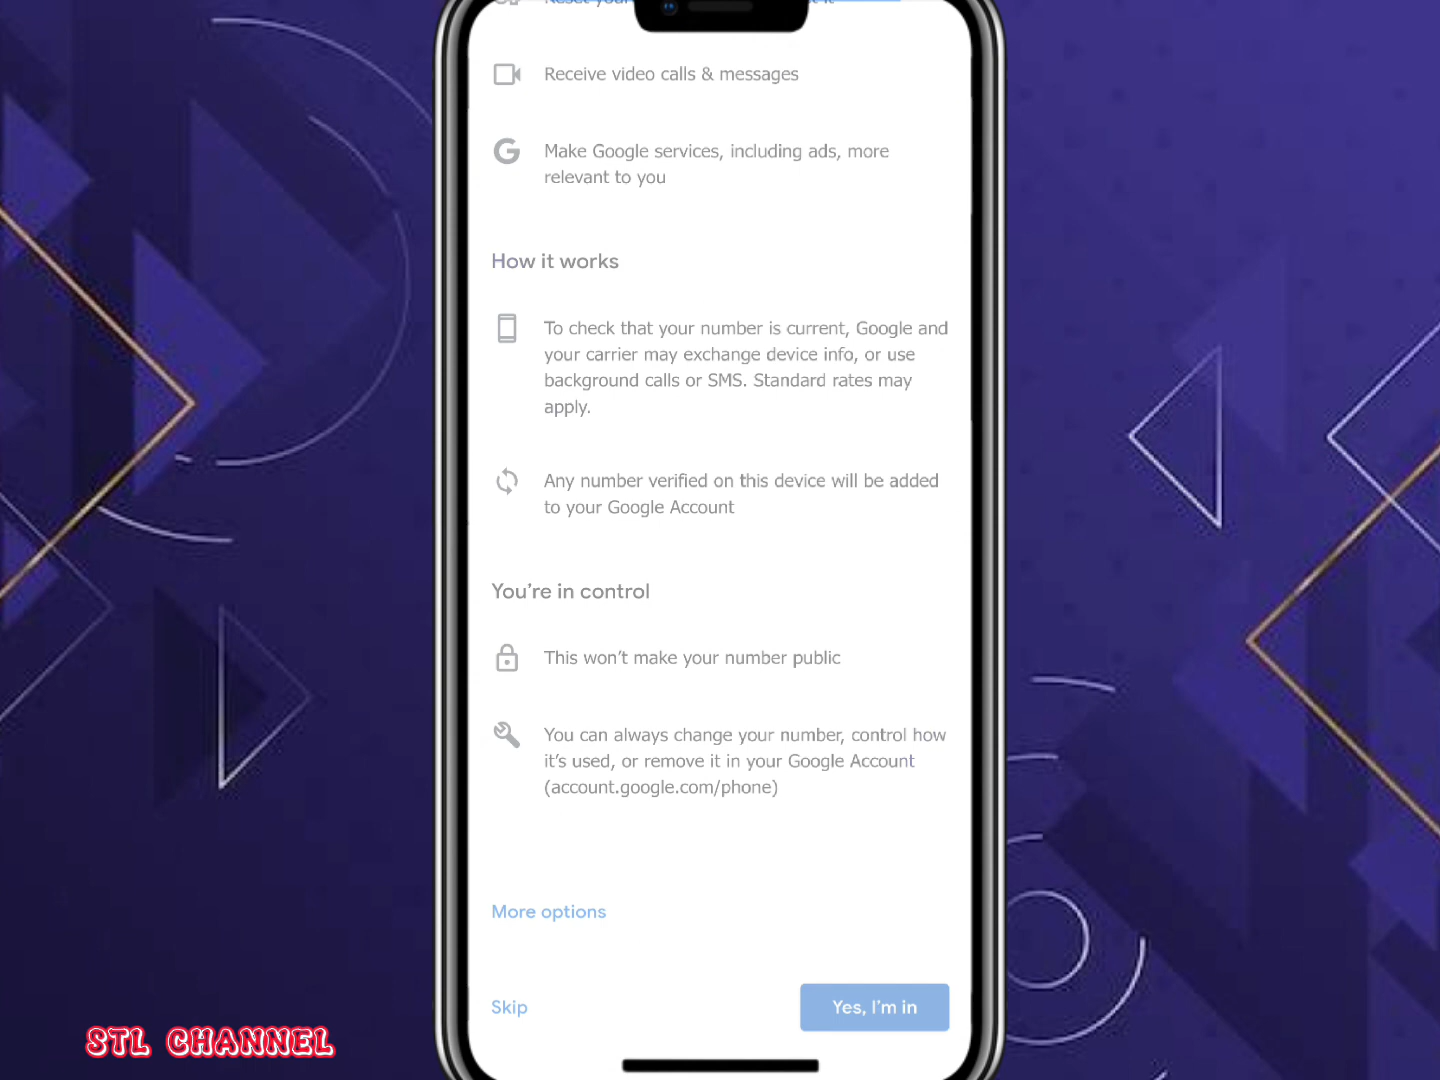 Reset your
it
Receive video calls & messages
Make Google services, including ads, more
relevant to you
How it works
To check that your number is current, Google and
your carrier may exchange device info, or use
background calls or SMS. Standard rates may
apply.
Any number verified on this device will be added
to your Google Account
You're in control
This won't make your number public
You can always change your number, control how
it's used, or remove it in your Google Account
(account.google.com/phone)
More options
Skip
Yes, I'm in
STL CHANNEL